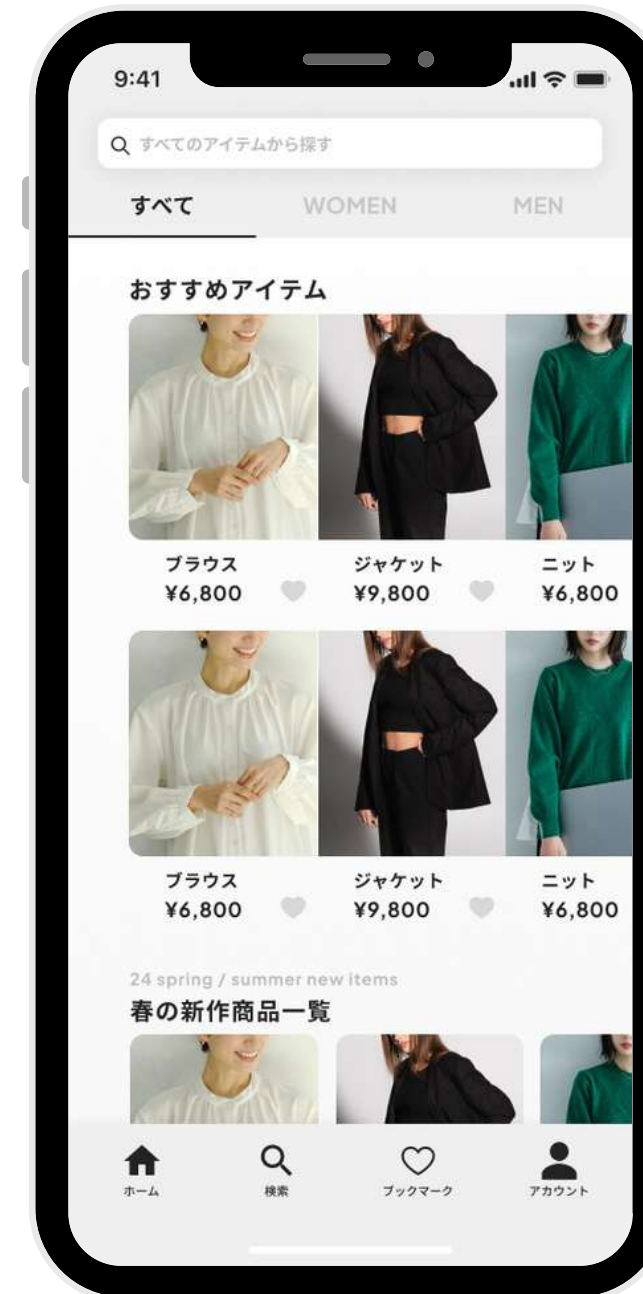 9:41
すべてのアイテムから探す
すべて WOMEN MEN
おすすめアイテム
ブラウス ジャケット ニット
¥6,800 ¥9,800 ¥6,800
ブラウス ジャケット ニット
¥6,800 ¥9,800 ¥6,800
24 spring / summer new items
春の新作商品一覧
ホーム 検索 ブックマーク アカウント